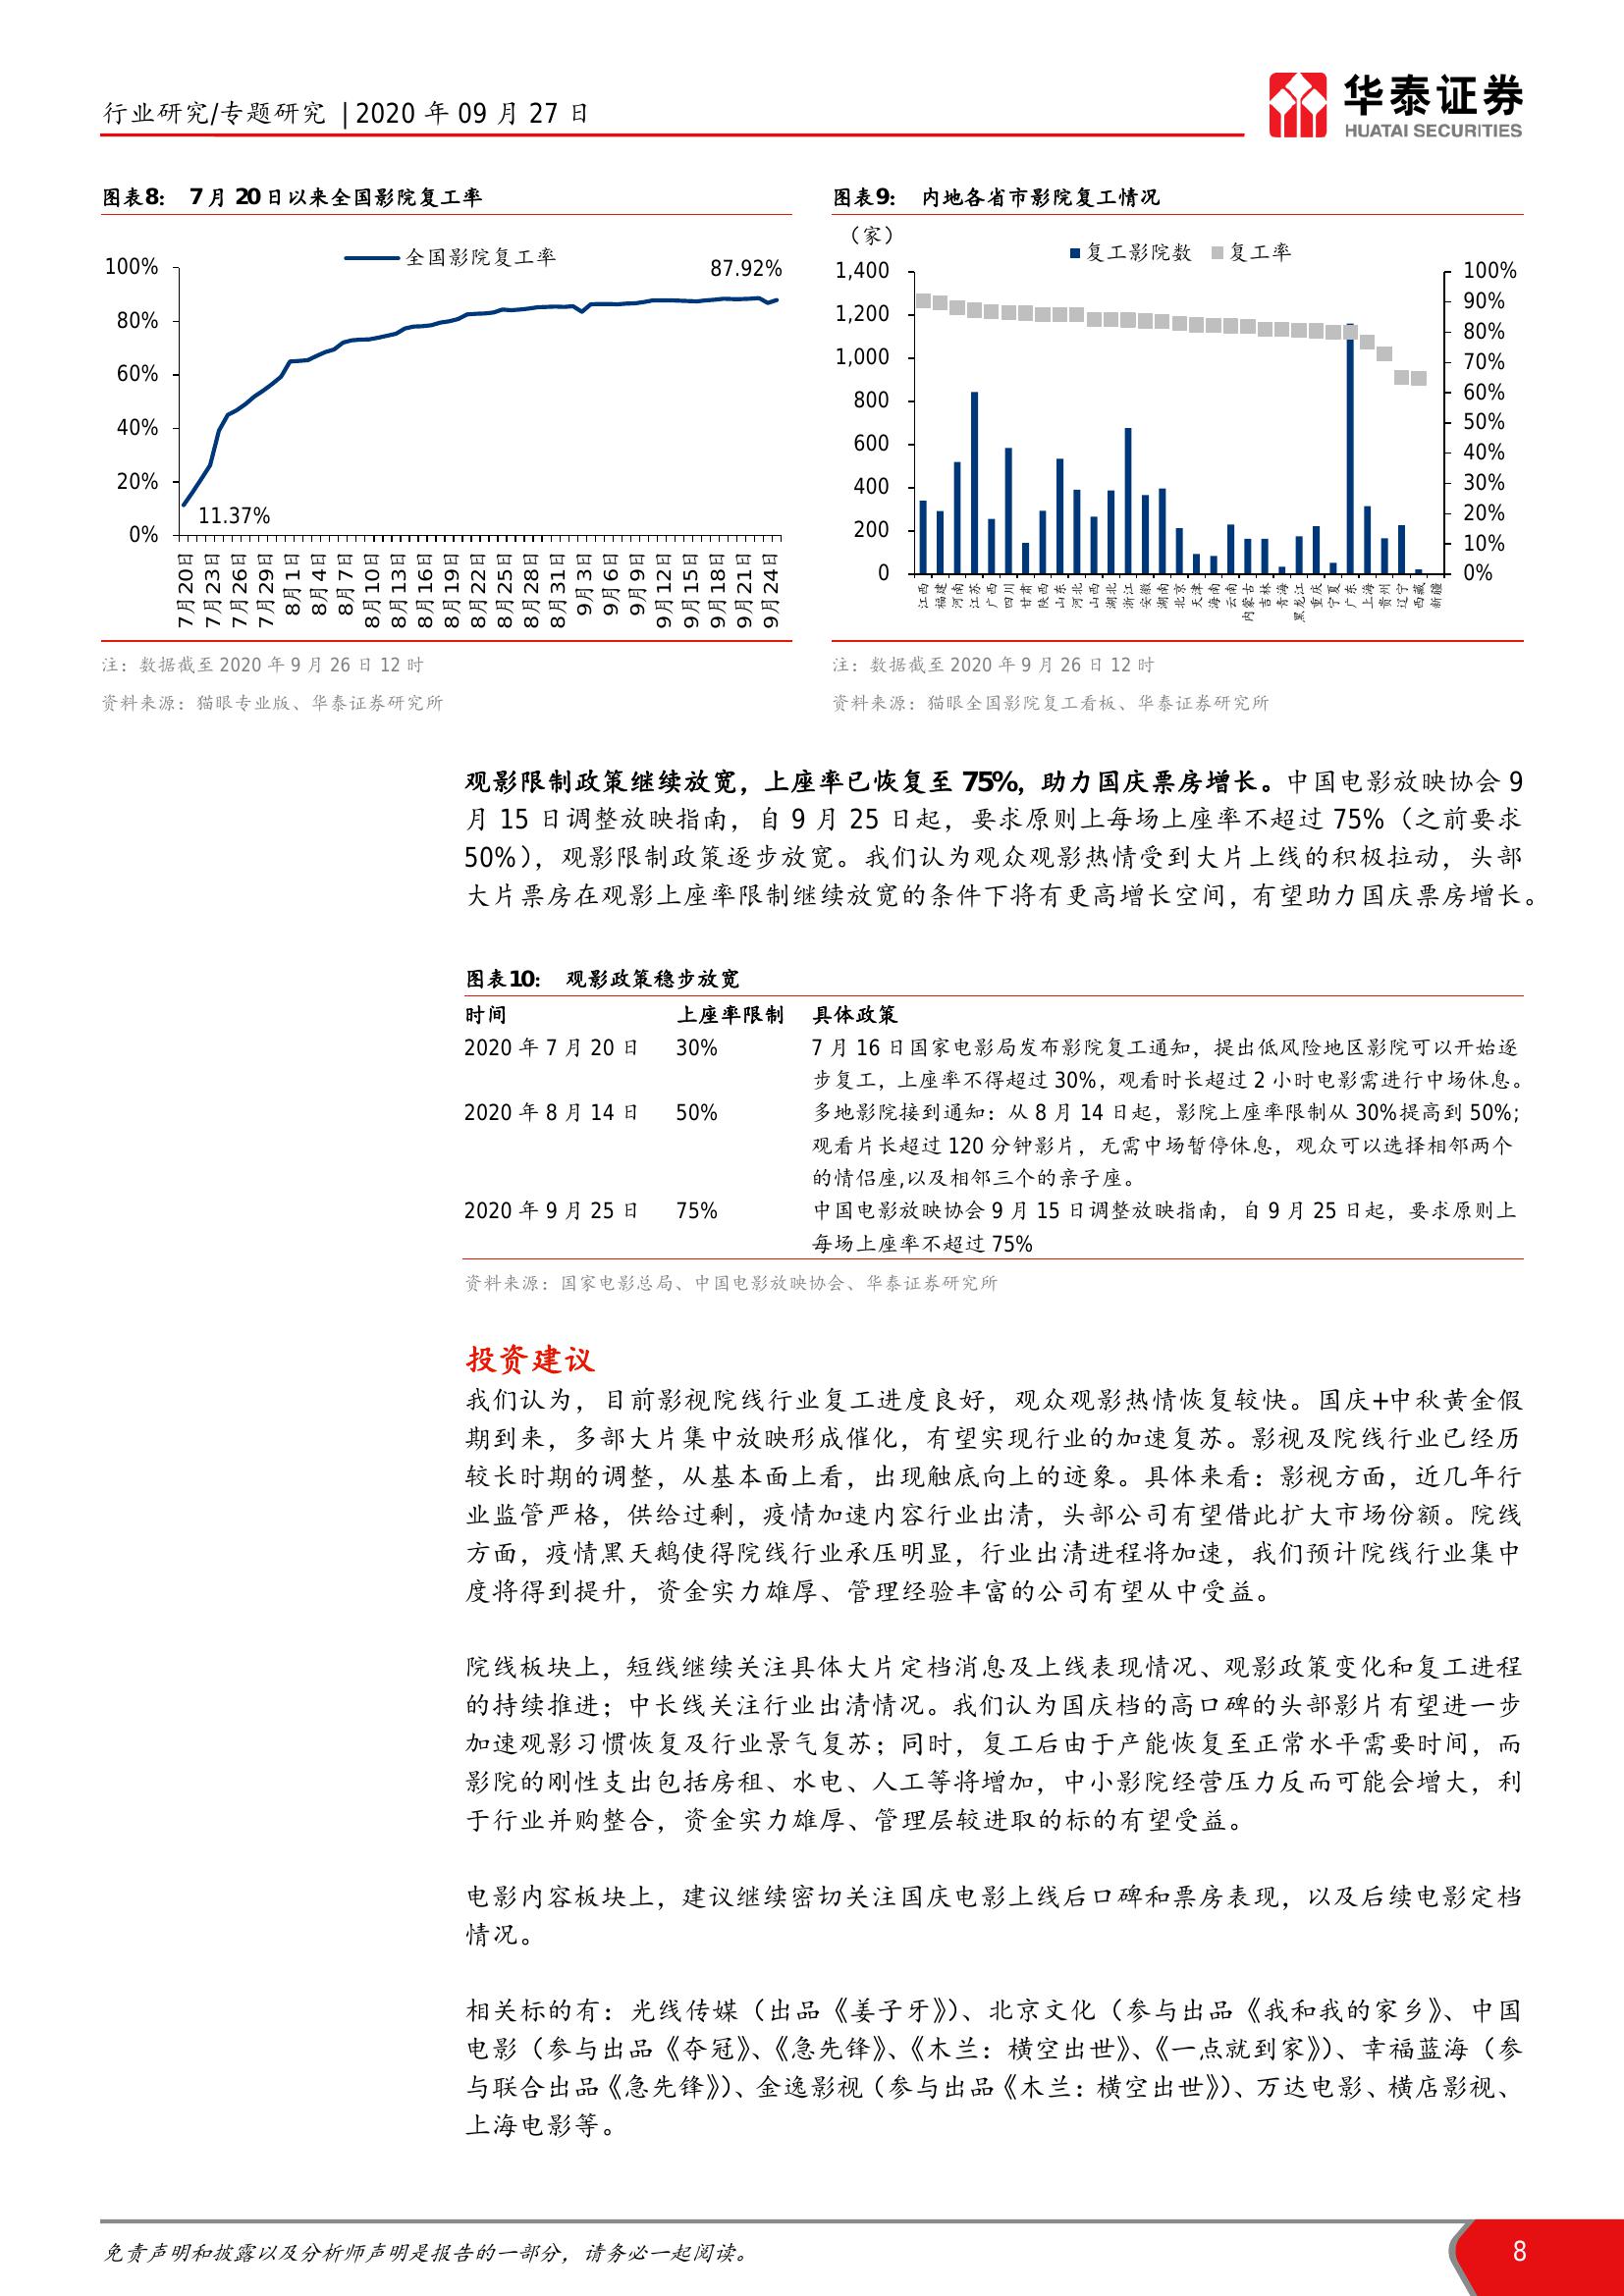 行业研究/专题研究 | 2020 年 09 月 27 日
华泰证券
HUATAI SECURITIES
图表8: 7 月 20 日以来全国影院复工率
全国影院复工率
87.92%
100%
80%
60%
40%
20%
0%
11.37%
7月20日
7月23日
7月26日
7月29日
8月1日
8月4日
8月7日
8月10日
8月13日
8月16日
8月19日
8月22日
8月25日
8月28日
8月31日
9月3日
9月6日
9月9日
9月12日
9月15日
9月18日
9月21日
9月24日
注：数据截至 2020 年 9 月 26 日 12 时
资料来源：猫眼专业版、华泰证券研究所
图表9: 内地各省市影院复工情况
（家）
复工影院数 复工率
1,400
1,200
1,000
800
600
400
200
0
100%
90%
80%
70%
60%
50%
40%
30%
20%
10%
0%
江西
福建
河南
江苏
广西
四川
甘肃
陕西
山东
河北
山西
湖北
浙江
安徽
湖南
北京
天津
海南
云南
内蒙古
吉林
青海
黑龙江
重庆
宁夏
广东
上海
贵州
辽宁
西藏
新疆
注：数据截至 2020 年 9 月 26 日 12 时
资料来源：猫眼全国影院复工看板、华泰证券研究所
观影限制政策继续放宽，上座率已恢复至 75%，助力国庆票房增长。中国电影放映协会 9
月 15 日调整放映指南，自 9 月 25 日起，要求原则上每场上座率不超过 75%（之前要求
50%），观影限制政策逐步放宽。我们认为观众观影热情受到大片上线的积极拉动，头部
大片票房在观影上座率限制继续放宽的条件下将有更高增长空间，有望助力国庆票房增长。
图表10: 观影政策稳步放宽
时间 上座率限制 具体政策
2020 年 7 月 20 日 30% 7 月 16 日国家电影局发布影院复工通知，提出低风险地区影院可以开始逐
步复工，上座率不得超过 30%，观看时长超过 2 小时电影需进行中场休息。
2020 年 8 月 14 日 50% 多地影院接到通知：从 8 月 14 日起，影院上座率限制从 30%提高到 50%;
观看片长超过 120 分钟影片，无需中场暂停休息，观众可以选择相邻两个
的情侣座,以及相邻三个的亲子座。
2020 年 9 月 25 日 75% 中国电影放映协会 9 月 15 日调整放映指南，自 9 月 25 日起，要求原则上
每场上座率不超过 75%
资料来源：国家电影总局、中国电影放映协会、华泰证券研究所
投资建议
我们认为，目前影视院线行业复工进度良好，观众观影热情恢复较快。国庆+中秋黄金假
期到来，多部大片集中放映形成催化，有望实现行业的加速复苏。影视及院线行业已经历
较长时期的调整，从基本面上看，出现触底向上的迹象。具体来看：影视方面，近几年行
业监管严格，供给过剩，疫情加速内容行业出清，头部公司有望借此扩大市场份额。院线
方面，疫情黑天鹅使得院线行业承压明显，行业出清进程将加速，我们预计院线行业集中
度将得到提升，资金实力雄厚、管理经验丰富的公司有望从中受益。
院线板块上，短线继续关注具体大片定档消息及上线表现情况、观影政策变化和复工进程
的持续推进；中长线关注行业出清情况。我们认为国庆档的高口碑的头部影片有望进一步
加速观影习惯恢复及行业景气复苏；同时，复工后由于产能恢复至正常水平需要时间，而
影院的刚性支出包括房租、水电、人工等将增加，中小影院经营压力反而可能会增大，利
于行业并购整合，资金实力雄厚、管理层较进取的标的有望受益。
电影内容板块上，建议继续密切关注国庆电影上线后口碑和票房表现，以及后续电影定档
情况。
相关标的有：光线传媒（出品《姜子牙》）、北京文化（参与出品《我和我的家乡》、中国
电影（参与出品《夺冠》、《急先锋》、《木兰：横空出世》、《一点就到家》）、幸福蓝海（参
与联合出品《急先锋》）、金逸影视（参与出品《木兰：横空出世》）、万达电影、横店影视、
上海电影等。
免责声明和披露以及分析师声明是报告的一部分，请务必一起阅读。
8